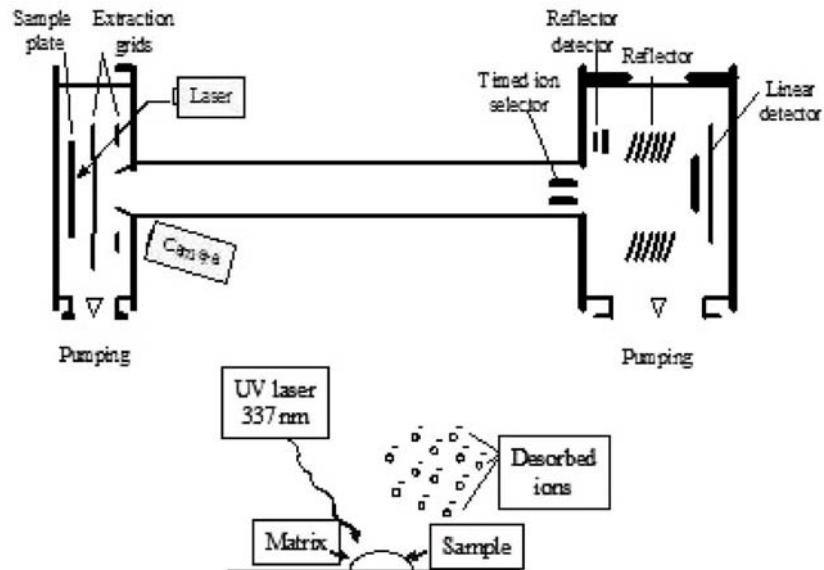 Sample
plate
Extraction
grids
Laser
Camera
Pumping
Timed ion
selector
Reflector
detector
Reflector
Linear
detector
Pumping
UV laser
337 nm
Desorbed
ions
Matrix
Sample